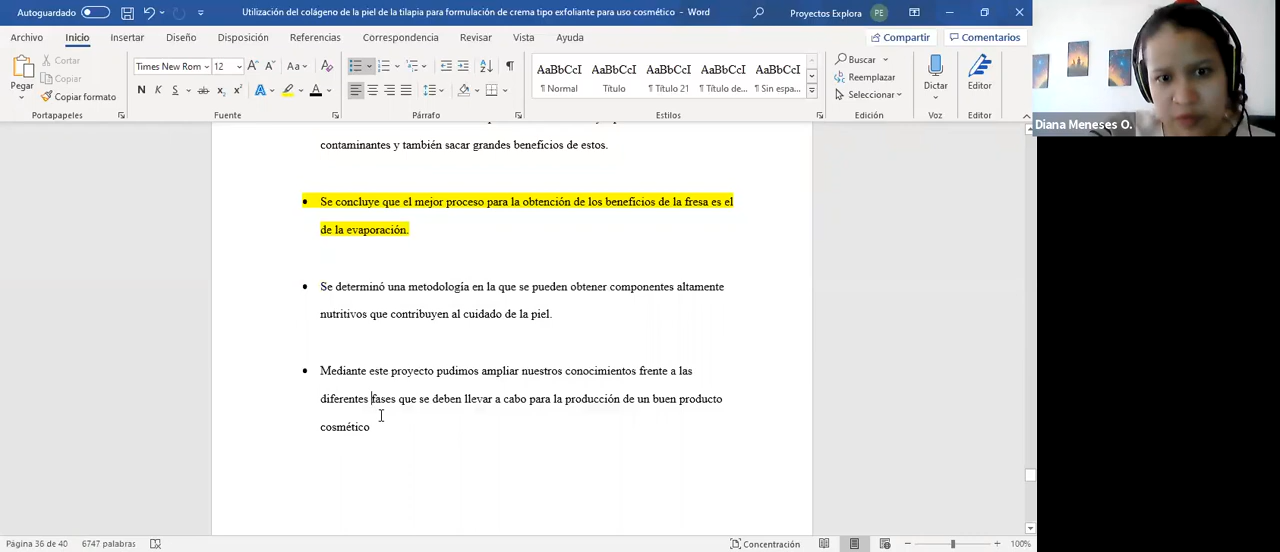 Autoguardado
Utilización del colágeno de la piel de la tilapia para formulación de crema tipo exfoliante para uso cosmético - Word
Proyectos Explora
PE
Archivo Inicio Insertar Diseño Disposición Referencias Correspondencia Revisar Vista Ayuda
Compartir Comentarios
Pegar
Cortar
Copiar
Copiar formato
Portapapeles
Times New Rom 12
N K S
Fuente
Párrafo
AaBbCcI AaBbCcI AaBbCcI AaBbCcI AaBbCcI
¶ Normal Título ¶ Título 21 ¶ Título de... ¶ Sin espa...
Estilos
Buscar
Reemplazar
Seleccionar
Edición
Dictar
Voz
Editor
Editor
Diana Meneses O.
contaminantes y también sacar grandes beneficios de estos.
• Se concluye que el mejor proceso para la obtención de los beneficios de la fresa es el
de la evaporación.
• Se determinó una metodología en la que se pueden obtener componentes altamente
nutritivos que contribuyen al cuidado de la piel.
• Mediante este proyecto pudimos ampliar nuestros conocimientos frente a las
diferentes fases que se deben llevar a cabo para la producción de un buen producto
cosmético
Página 36 de 40 6747 palabras
Concentración
100%